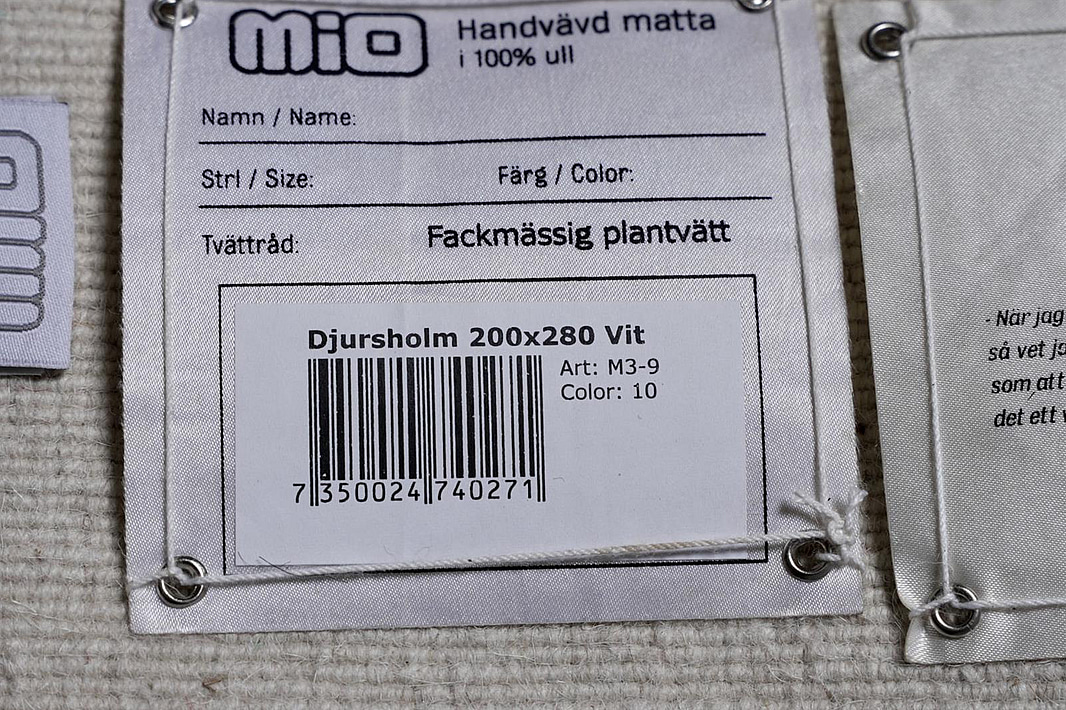 mio
Handvävd matta
i 100% ull
Namn / Name:
Strl / Size: Färg / Color:
Tvättråd: Fackmässig plantvätt
Djursholm 200x280 Vit
Art: M3-9
Color: 10
7 350024 740271
- När jag
så vet
som att
det ett